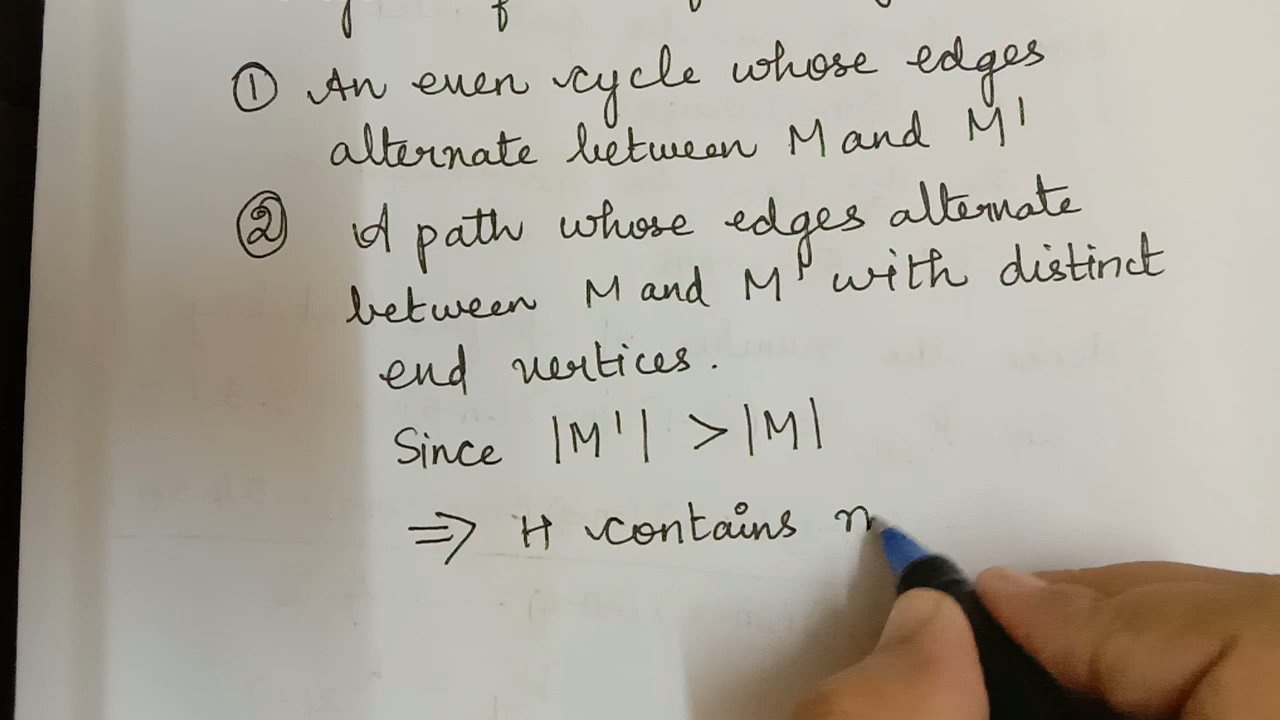 ① An even cycle whose edges
alternate between M and M'
② A path whose edges alternate
between M and M' with distinct
end vertices.
Since |M'| > |M|
⇒ H contains m